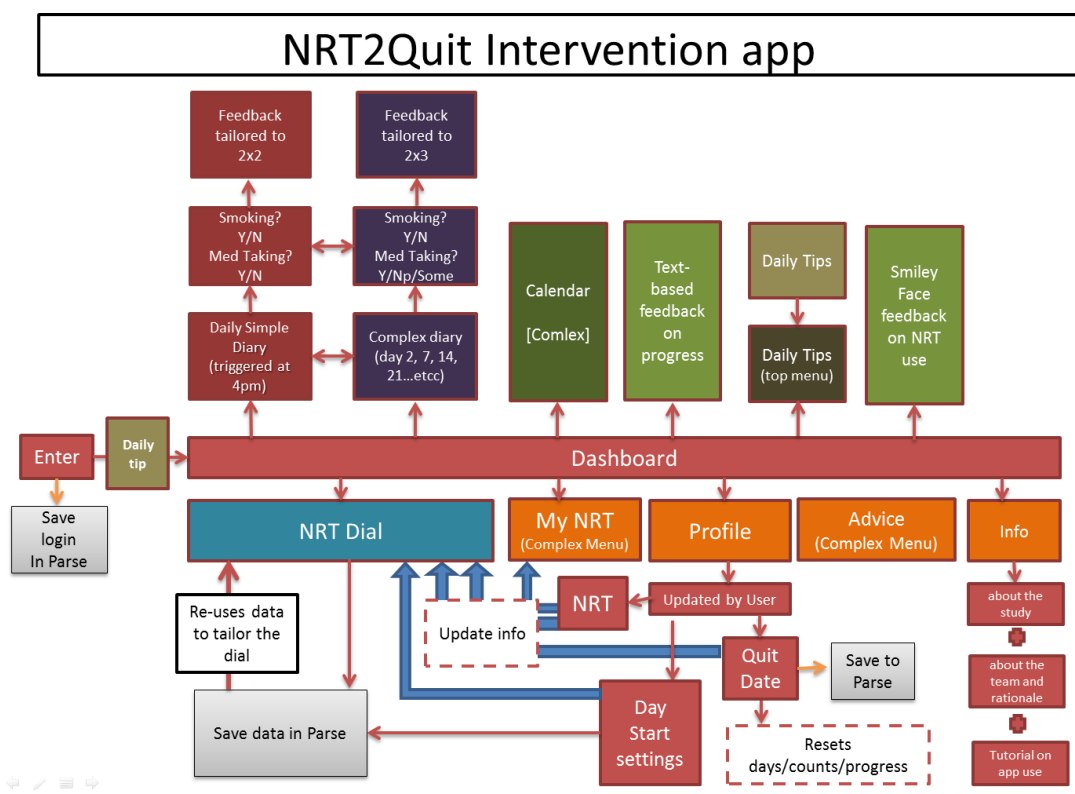 NRT2Quit Intervention app
Feedback
tailored to
2x2
Feedback
tailored to
2x3
Smoking?
Y/N
Med Taking?
Y/N
Smoking?
Y/N
Med Taking?
Y/Np/Some
Daily Simple
Diary
(triggered at
4pm)
Complex diary
(day 2, 7, 14,
21...etcc)
Calendar
[Comlex]
Text-
based
feedback
on
progress
Daily Tips
Daily Tips
(top menu)
Smiley
Face
feedback
on NRT
use
Enter
Daily
tip
Dashboard
Save
login
In Parse
NRT Dial
My NRT
(Complex Menu)
Profile
Advice
(Complex Menu)
Info
Re-uses data
to tailor the
dial
Update info
NRT
Updated by User
about the
study
Quit
Date
Save to
Parse
about the
team and
rationale
Save data in Parse
Day
Start
settings
Resets
days/counts/progress
Tutorial on
app use